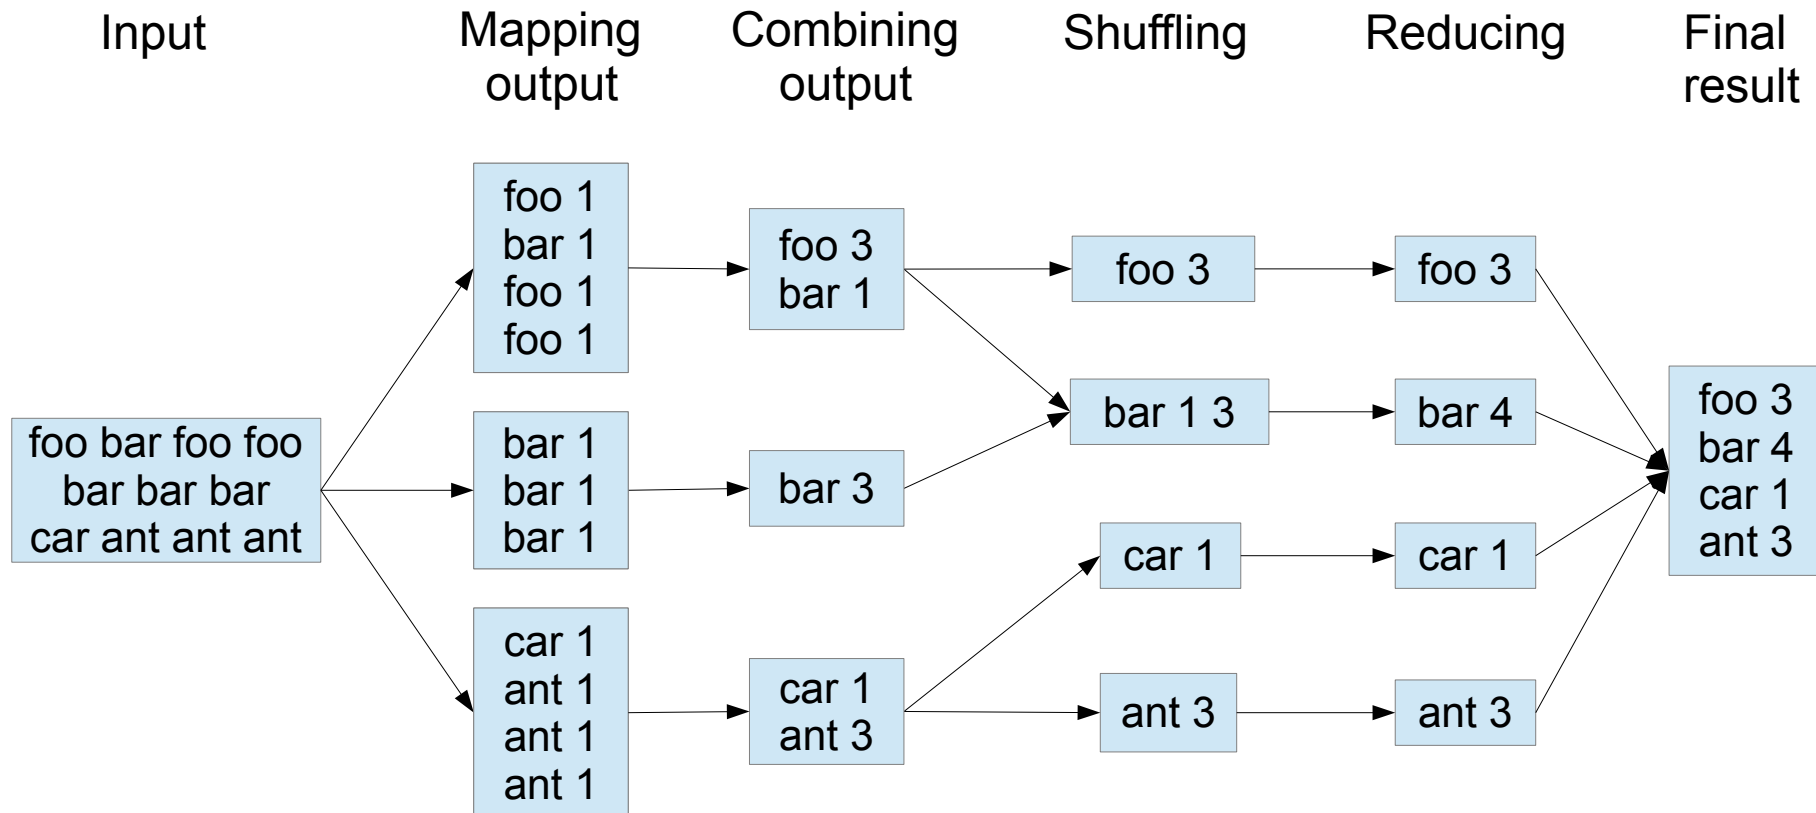 Input
Mapping
output
Combining
output
Shuffling
Reducing
Final
result
foo bar foo foo
bar bar bar
car ant ant ant
foo 1
bar 1
foo 1
foo 1
bar 1
bar 1
bar 1
car 1
ant 1
ant 1
ant 1
foo 3
bar 1
bar 3
car 1
ant 3
foo 3
bar 1 3
car 1
ant 3
foo 3
bar 4
car 1
ant 3
foo 3
bar 4
car 1
ant 3